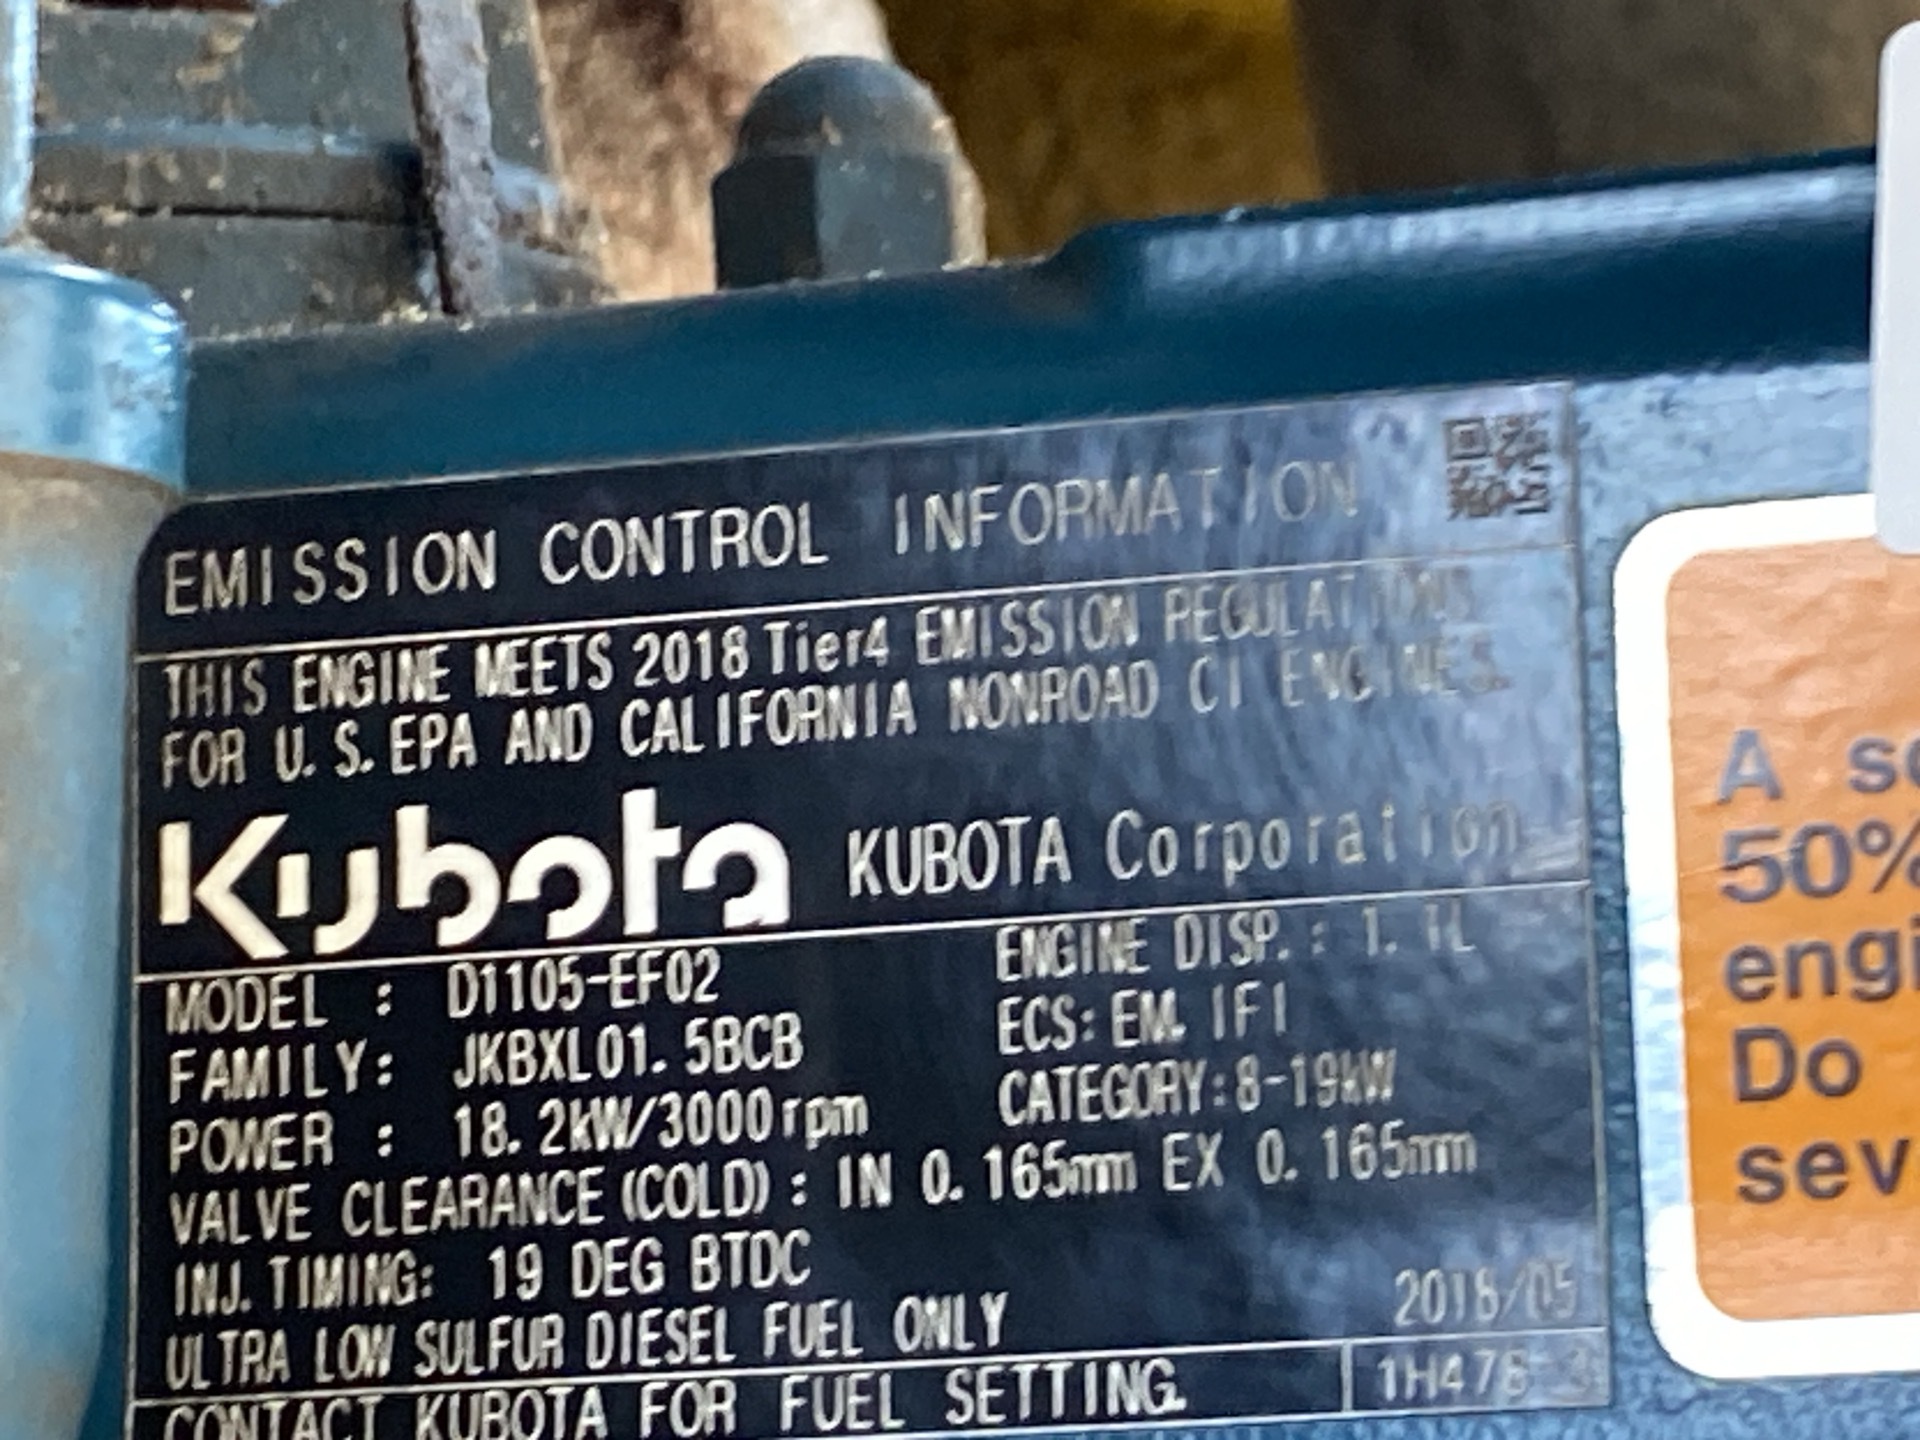 EMISSION CONTROL INFORMATION
THIS ENGINE MEETS 2018 Tier4 EMISSION REGULATIONS
FOR U.S.EPA AND CALIFORNIA NONROAD CI ENGINES.
Kubota KUBOTA Corporation
MODEL : D1105-EF02
ENGINE DISP.: 1.1L
FAMILY: JKBXL01.5BCB
ECS: EM. IFI
POWER : 18.2kW/3000rpm
CATEGORY:8-19kW
VALVE CLEARANCE (COLD): IN 0.165mm EX 0.165mm
INJ.TIMING: 19 DEG BTDC
ULTRA LOW SULFUR DIESEL FUEL ONLY
2018/05
CONTACT KUBOTA FOR FUEL SETTING.
A
50%
Do